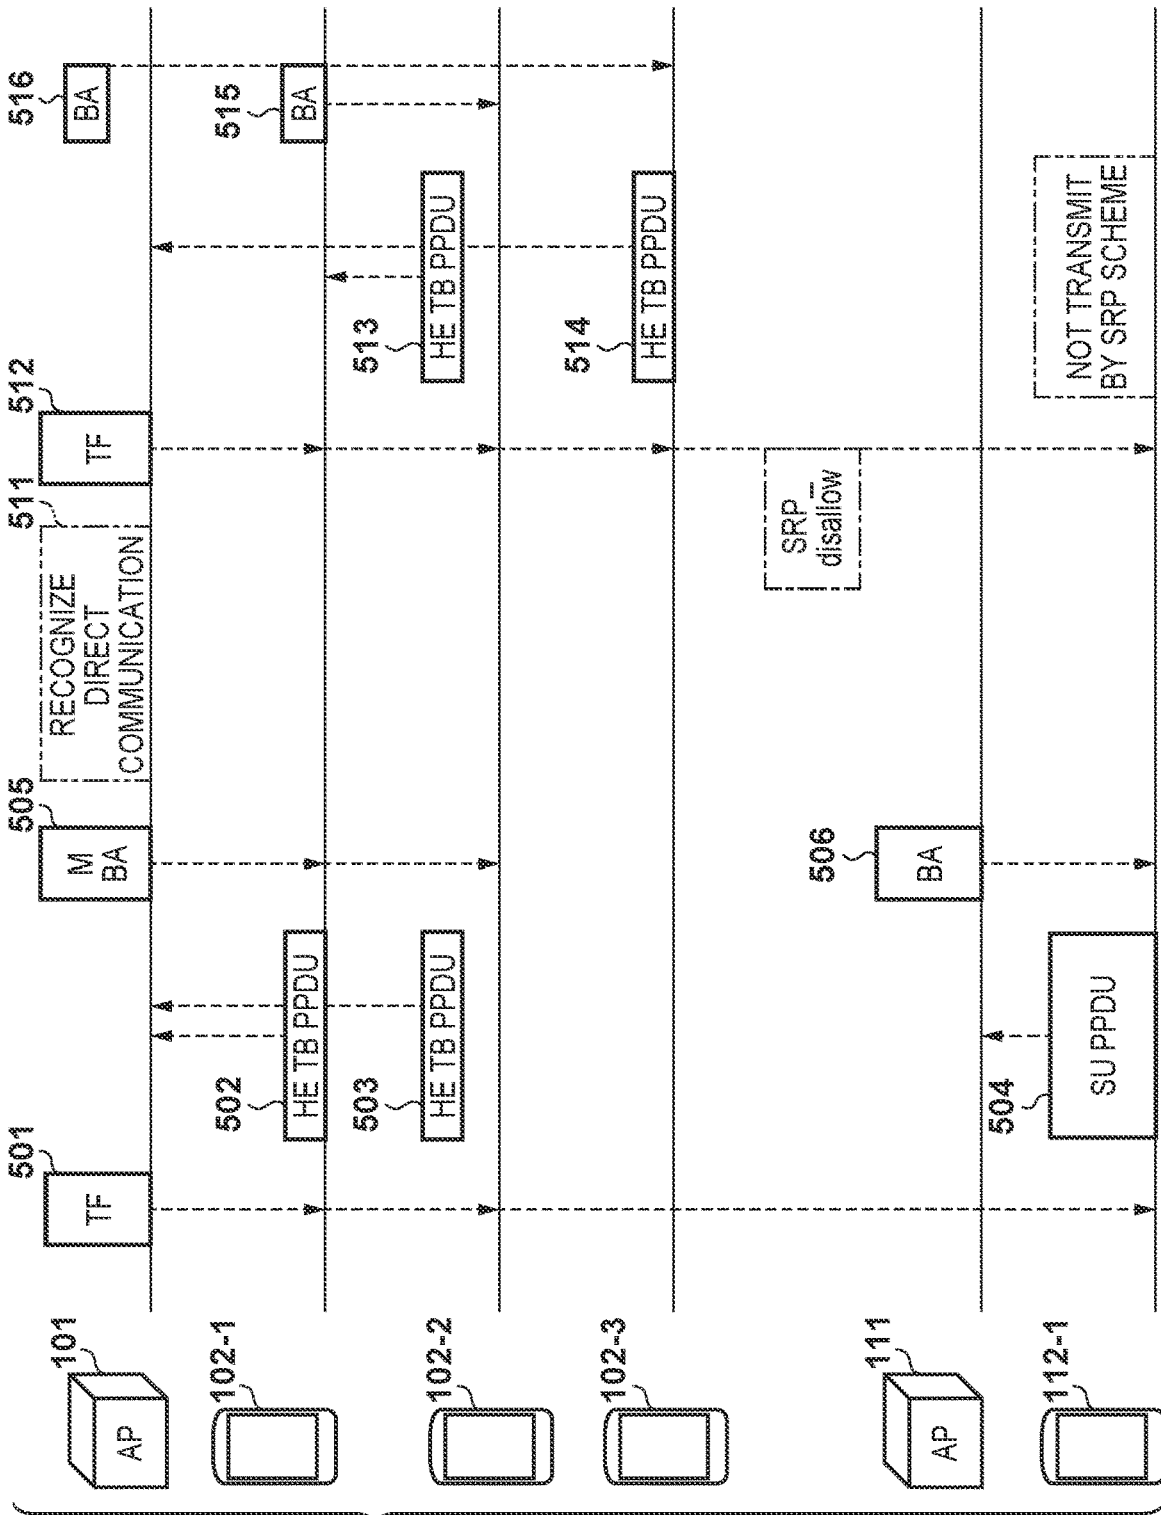 101
AP
102-1
102-2
102-3
111
AP
112-1
501
TF
502
HE TB PPDU
503
HE TB PPDU
504
SU PPDU
505
M
BA
506
BA
511
RECOGNIZE
DIRECT
COMMUNICATION
512
TF
SRP_
disallow
513
HE TB PPDU
514
HE TB PPDU
NOT TRANSMIT
BY SRP SCHEME
515
BA
516
BA